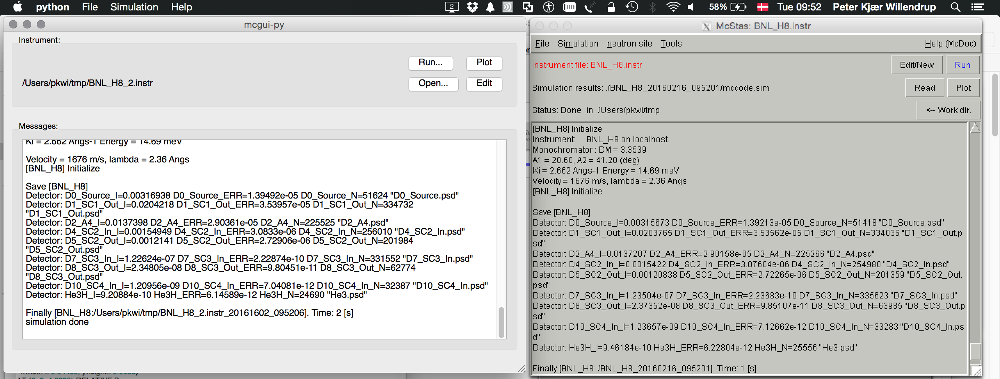 python File Simulation Help
2 58% Tue 09:52 Peter Kjær Willendrup
mcgui-py
Instrument:
Run... Plot
/Users/pkwi/tmp/BNL_H8_2.instr
Open... Edit
Messages:
Ki = 2.662 Angs-1 Energy = 14.69 meV
Velocity = 1676 m/s, lambda = 2.36 Angs
[BNL_H8] Initialize
Save [BNL_H8]
Detector: D0_Source_I=0.00316938 D0_Source_ERR=1.39492e-05 D0_Source_N=51624 "D0_Source.psd"
Detector: D1_SC1_Out_I=0.0204218 D1_SC1_Out_ERR=3.53957e-05 D1_SC1_Out_N=334732
"D1_SC1_Out.psd"
Detector: D2_A4_I=0.0137398 D2_A4_ERR=2.90361e-05 D2_A4_N=225525 "D2_A4.psd"
Detector: D4_SC2_In_I=0.00154949 D4_SC2_In_ERR=3.0833e-06 D4_SC2_In_N=256010 "D4_SC2_In.psd"
Detector: D5_SC2_Out_I=0.0012141 D5_SC2_Out_ERR=2.72906e-06 D5_SC2_Out_N=201984
"D5_SC2_Out.psd"
Detector: D7_SC3_In_I=1.22624e-07 D7_SC3_In_ERR=2.22874e-10 D7_SC3_In_N=331552 "D7_SC3_In.psd"
Detector: D8_SC3_Out_I=2.34805e-08 D8_SC3_Out_ERR=9.80451e-11 D8_SC3_Out_N=62774
"D8_SC3_Out.psd"
Detector: D10_SC4_In_I=1.20956e-09 D10_SC4_In_ERR=7.04081e-12 D10_SC4_In_N=32387 "D10_SC4_In.psd"
Detector: He3H_I=9.20884e-10 He3H_ERR=6.14589e-12 He3H_N=24690 "He3.psd"
Finally [BNL_H8:/Users/pkwi/tmp/BNL_H8_2.instr_20161602_095206]. Time: 2 [s]
simulation done
McStas: BNL_H8.instr
File Simulation neutron site Tools Help (McDoc)
Instrument file: BNL_H8.instr Edit/New Run
Simulation results: ./BNL_H8_20160216_095201/mccode.sim Read Plot
Status: Done in /Users/pkwi/tmp <-- Work dir.
[BNL_H8] Initialize
Instrument: BNL_H8 on localhost.
Monochromator : DM = 3.3539
A1 = 20.60, A2 = 41.20 (deg)
Ki = 2.662 Angs-1 Energy = 14.69 meV
Velocity = 1676 m/s, lambda = 2.36 Angs
[BNL_H8] Initialize
Save [BNL_H8]
Detector: D0_Source_I=0.00315673 D0_Source_ERR=1.39213e-05 D0_Source_N=51418 "D0_Source.psd"
Detector: D1_SC1_Out_I=0.0203765 D1_SC1_Out_ERR=3.53562e-05 D1_SC1_Out_N=334036 "D1_SC1_Out.p
sd"
Detector: D2_A4_I=0.0137207 D2_A4_ERR=2.90158e-05 D2_A4_N=225266 "D2_A4.psd"
Detector: D4_SC2_In_I=0.0015422 D4_SC2_In_ERR=3.07604e-06 D4_SC2_In_N=254980 "D4_SC2_In.psd"
Detector: D5_SC2_Out_I=0.00120838 D5_SC2_Out_ERR=2.72265e-06 D5_SC2_Out_N=201359 "D5_SC2_Out.
psd"
Detector: D7_SC3_In_I=1.23504e-07 D7_SC3_In_ERR=2.23683e-10 D7_SC3_In_N=335623 "D7_SC3_In.psd"
Detector: D8_SC3_Out_I=2.37352e-08 D8_SC3_Out_ERR=9.85107e-11 D8_SC3_Out_N=63985 "D8_SC3_Out.p
sd"
Detector: D10_SC4_In_I=1.23657e-09 D10_SC4_In_ERR=7.12662e-12 D10_SC4_In_N=33283 "D10_SC4_In.ps
d"
Detector: He3H_I=9.46184e-10 He3H_ERR=6.22804e-12 He3H_N=25556 "He3.psd"
Finally [BNL_H8:./BNL_H8_20160216_095201]. Time: 1 [s]